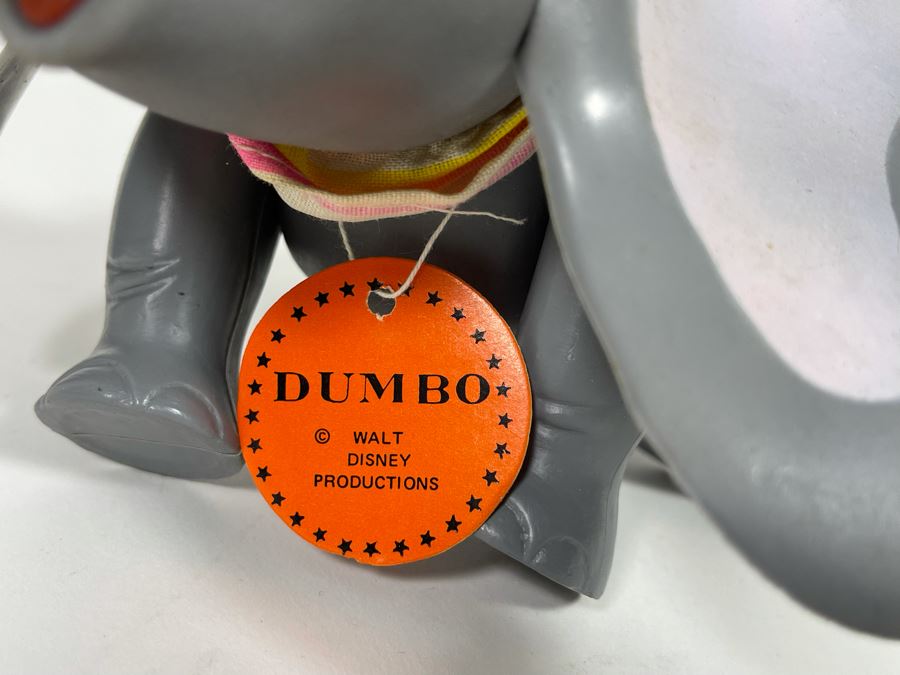 DUMBO
© WALT
DISNEY
PRODUCTIONS